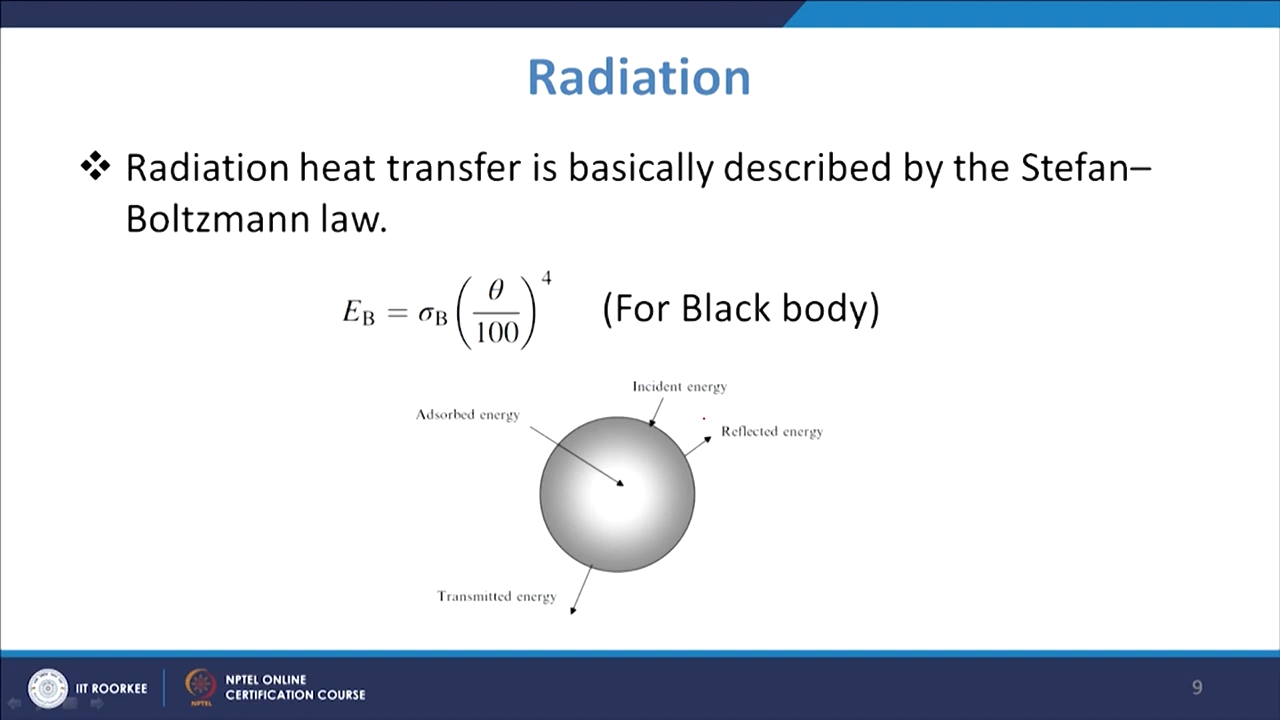 Radiation
❖ Radiation heat transfer is basically described by the Stefan–
Boltzmann law.
E_B = σ_B (θ/100)^4 (For Black body)
Incident energy
Adsorbed energy
Reflected energy
Transmitted energy
IIT ROORKEE
NPTEL
NPTEL ONLINE
CERTIFICATION COURSE
9